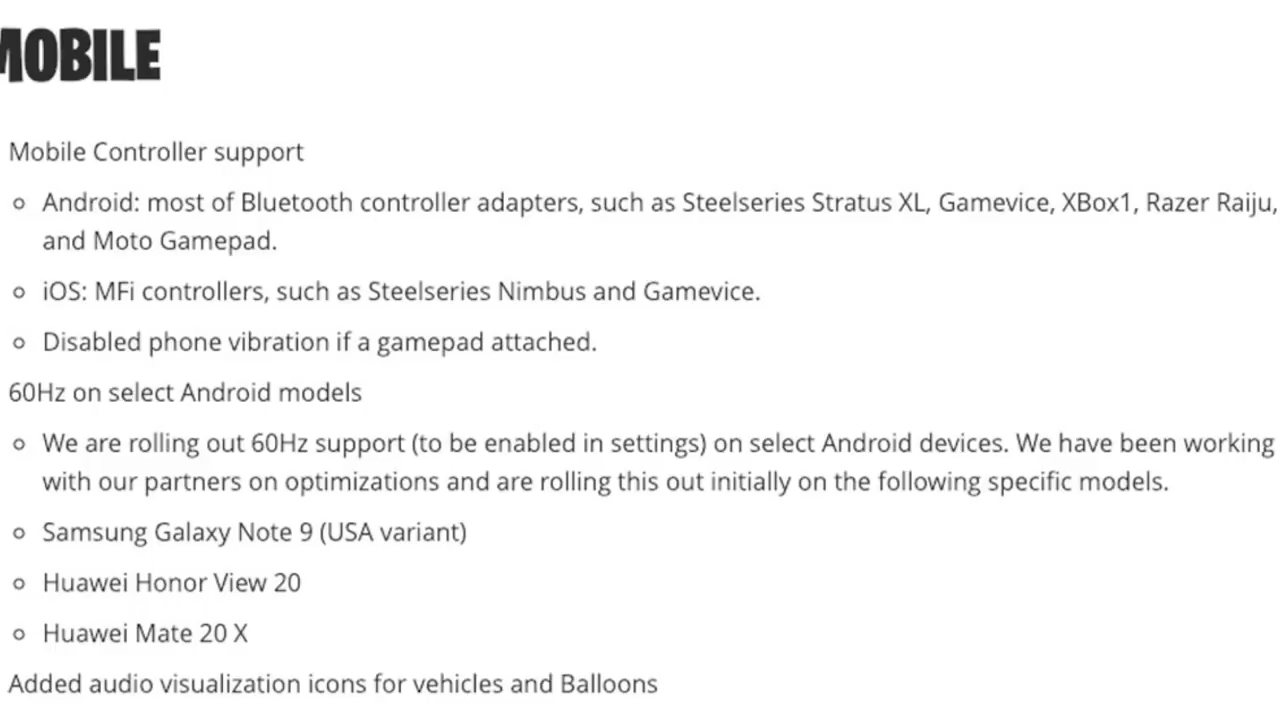 MOBILE
Mobile Controller support
Android: most of Bluetooth controller adapters, such as Steelseries Stratus XL, Gamevice, XBox1, Razer Raiju,
and Moto Gamepad.
iOS: MFi controllers, such as Steelseries Nimbus and Gamevice.
Disabled phone vibration if a gamepad attached.
60Hz on select Android models
We are rolling out 60Hz support (to be enabled in settings) on select Android devices. We have been working
with our partners on optimizations and are rolling this out initially on the following specific models.
Samsung Galaxy Note 9 (USA variant)
Huawei Honor View 20
Huawei Mate 20 X
Added audio visualization icons for vehicles and Balloons